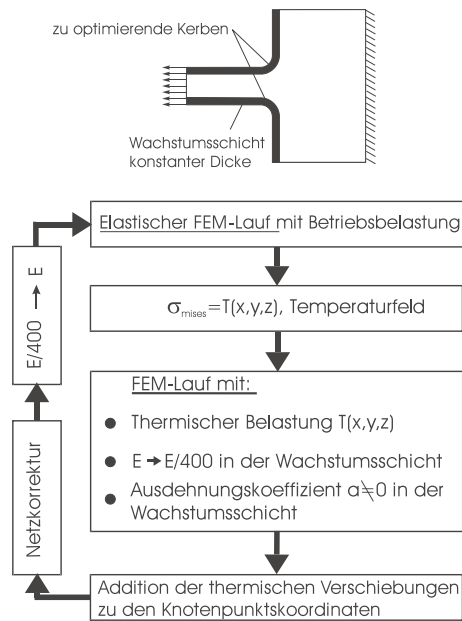 zu optimierende Kerben
Wachstumsschicht
konstanter Dicke
Elastischer FEM-Lauf mit Betriebsbelastung
σmises=T(x,y,z), Temperaturfeld
FEM-Lauf mit:
● Thermischer Belastung T(x,y,z)
● E → E/400 in der Wachstumsschicht
● Ausdehnungskoeffizient a≠0 in der
Wachstumsschicht
Addition der thermischen Verschiebungen
zu den Knotenpunktskoordinaten
Netzkorrektur
E/400 → E